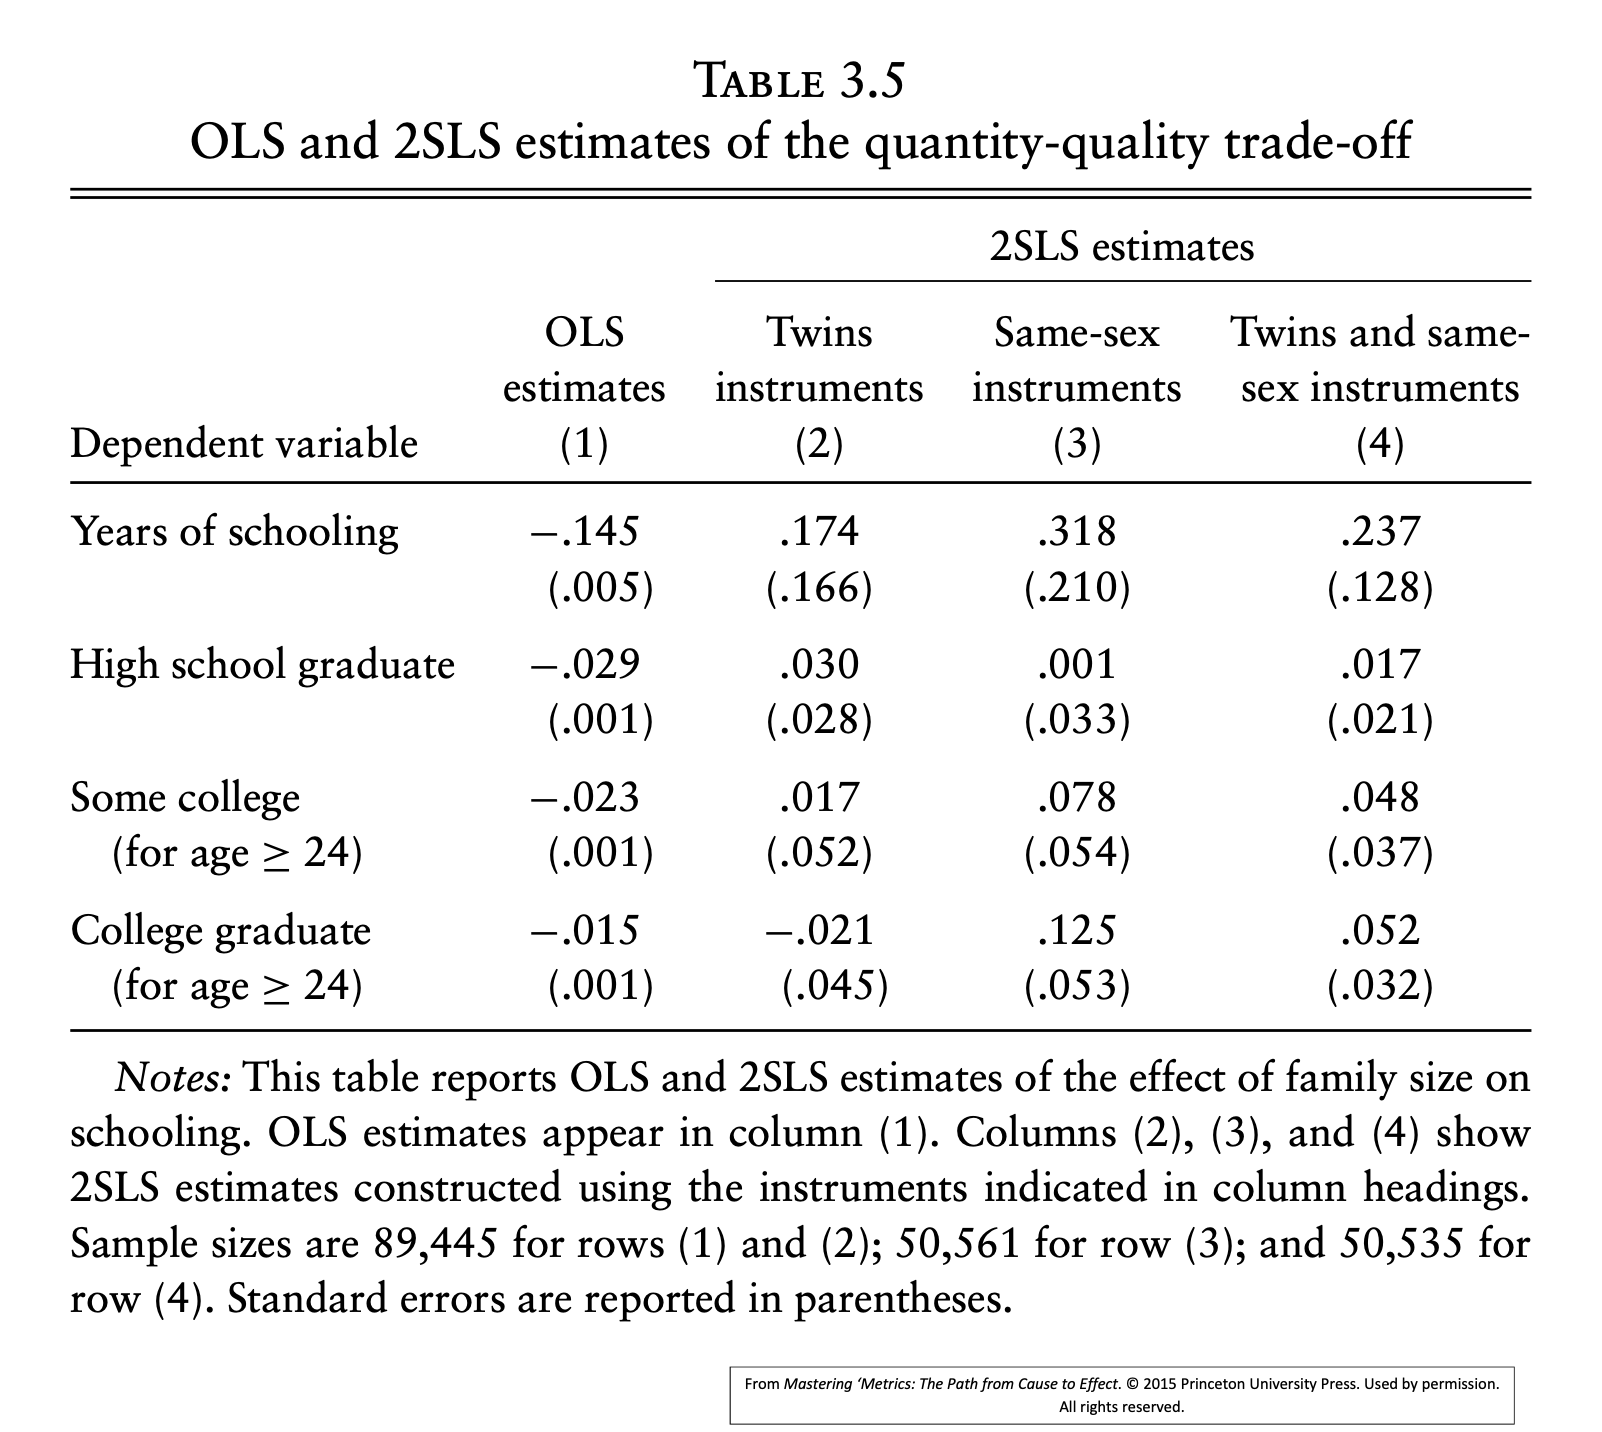 TABLE 3.5
OLS and 2SLS estimates of the quantity-quality trade-off
2SLS estimates
OLS Twins Same-sex Twins and same-
estimates instruments instruments sex instruments
Dependent variable (1) (2) (3) (4)
Years of schooling −.145 .174 .318 .237
(.005) (.166) (.210) (.128)
High school graduate −.029 .030 .001 .017
(.001) (.028) (.033) (.021)
Some college −.023 .017 .078 .048
(for age ≥ 24) (.001) (.052) (.054) (.037)
College graduate −.015 −.021 .125 .052
(for age ≥ 24) (.001) (.045) (.053) (.032)
Notes: This table reports OLS and 2SLS estimates of the effect of family size on
schooling. OLS estimates appear in column (1). Columns (2), (3), and (4) show
2SLS estimates constructed using the instruments indicated in column headings.
Sample sizes are 89,445 for rows (1) and (2); 50,561 for row (3); and 50,535 for
row (4). Standard errors are reported in parentheses.
From Mastering ‘Metrics: The Path from Cause to Effect. © 2015 Princeton University Press. Used by permission.
All rights reserved.